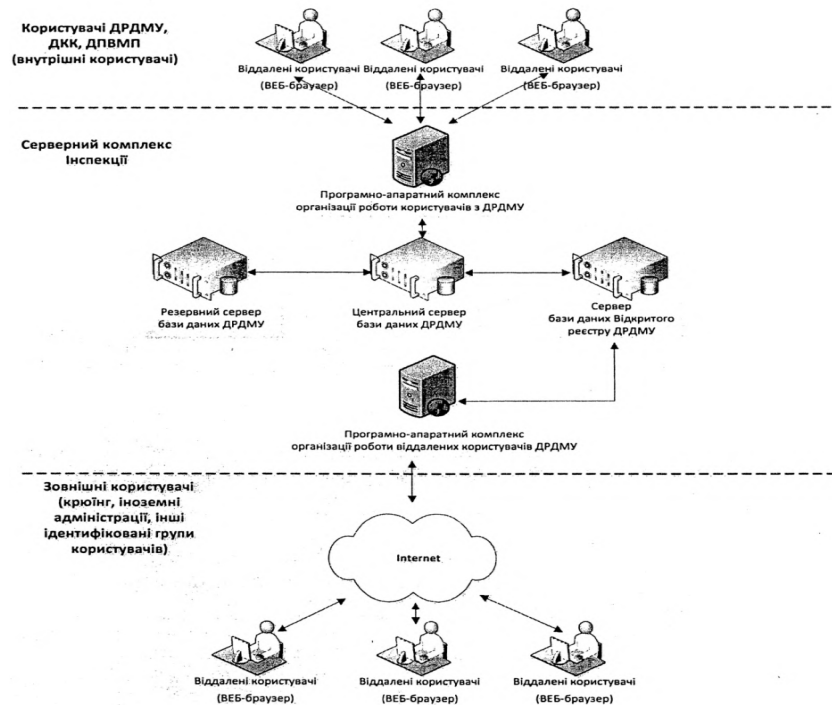 Користувачі ДРДМУ,
ДКК, ДПВМП
(внутрішні користувачі)
Віддалені користувачі
(ВЕБ-браузер)
Віддалені користувачі
(ВЕБ-браузер)
Віддалені користувачі
(ВЕБ-браузер)
Серверний комплекс
Інспекції
Програмно-апаратний комплекс
організації роботи користувачів з ДРДМУ
Резервний сервер
бази даних ДРДМУ
Центральний сервер
бази даних ДРДМУ
Сервер
бази даних Відкритого
реєстру ДРДМУ
Програмно-апаратний комплекс
організації роботи віддалених користувачів ДРДМУ
Зовнішні користувачі
(крюїнг, іноземні
адміністрації, інші
ідентифіковані групи
користувачів)
Internet
Віддалені користувачі
(ВЕБ-браузер)
Віддалені користувачі
(ВЕБ-браузер)
Віддалені користувачі
(ВЕБ-браузер)